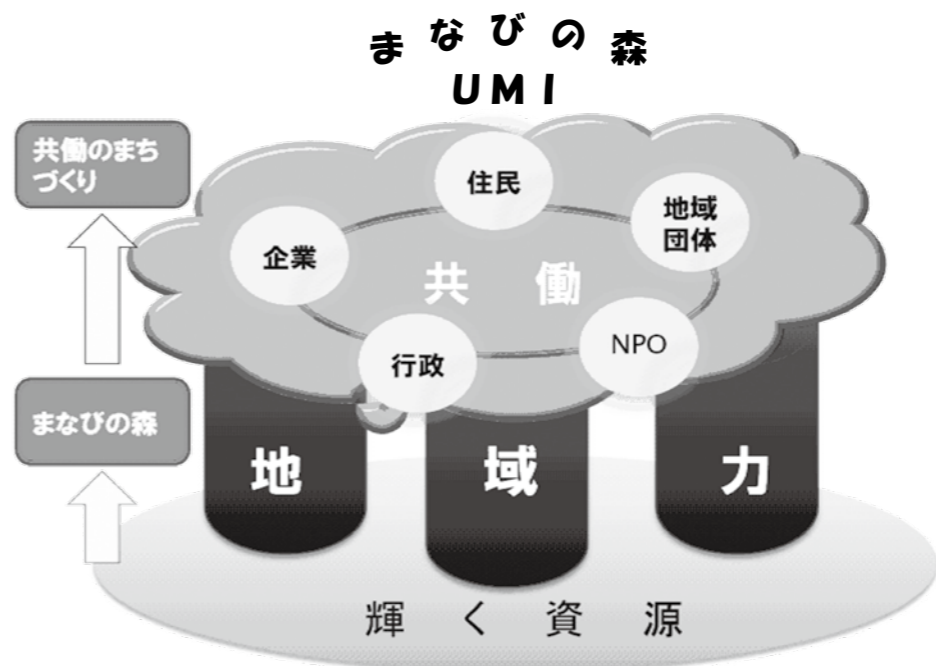 まなびの森
UMI
共働のまち
づくり
住民
地域
団体
企業
共働
行政
NPO
まなびの森
地域力
輝く資源